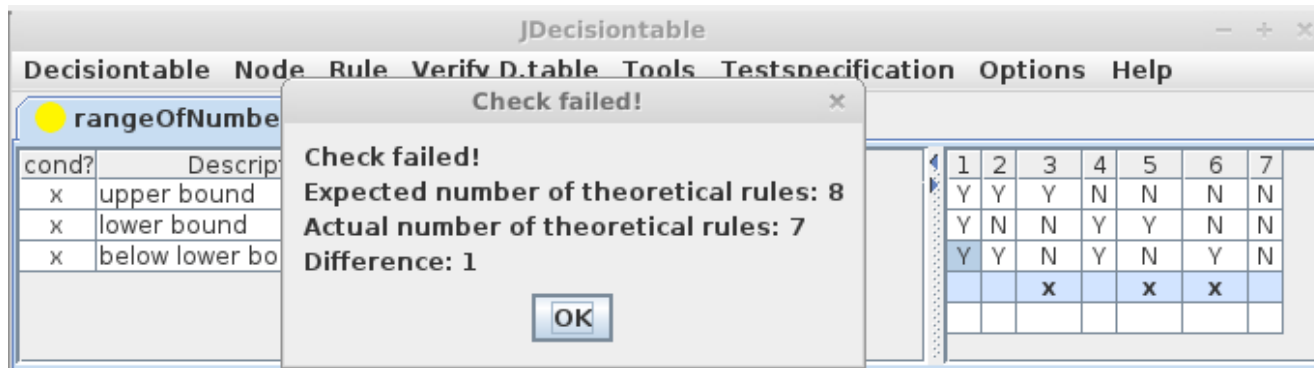 JDecisiontable
Decisiontable Node Rule Verify D.table Tools Testspecification Options Help
rangeOfNumbe
Check failed!
Check failed!
Expected number of theoretical rules: 8
Actual number of theoretical rules: 7
Difference: 1
OK
cond? Descript
x upper bound
x lower bound
x below lower bo
1 2 3 4 5 6 7
Y Y Y N N N N
Y N N Y Y N N
Y Y N Y N Y N
x x x